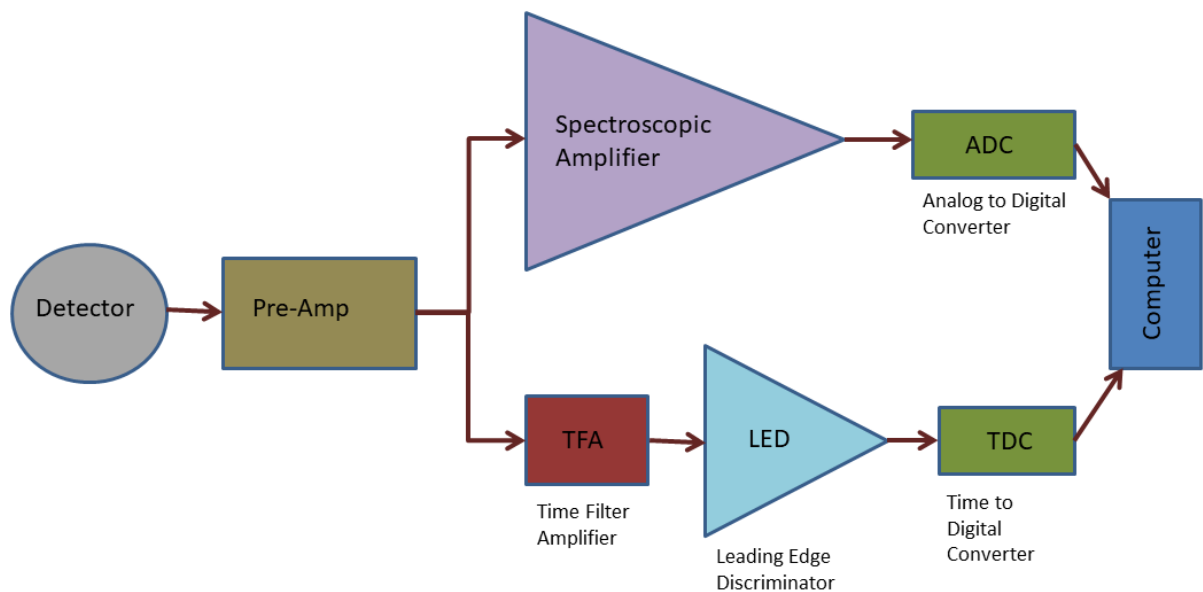 Spectroscopic
Amplifier
ADC
Analog to Digital
Converter
Detector
Pre-Amp
Computer
TFA
Time Filter
Amplifier
LED
Leading Edge
Discriminator
TDC
Time to
Digital
Converter